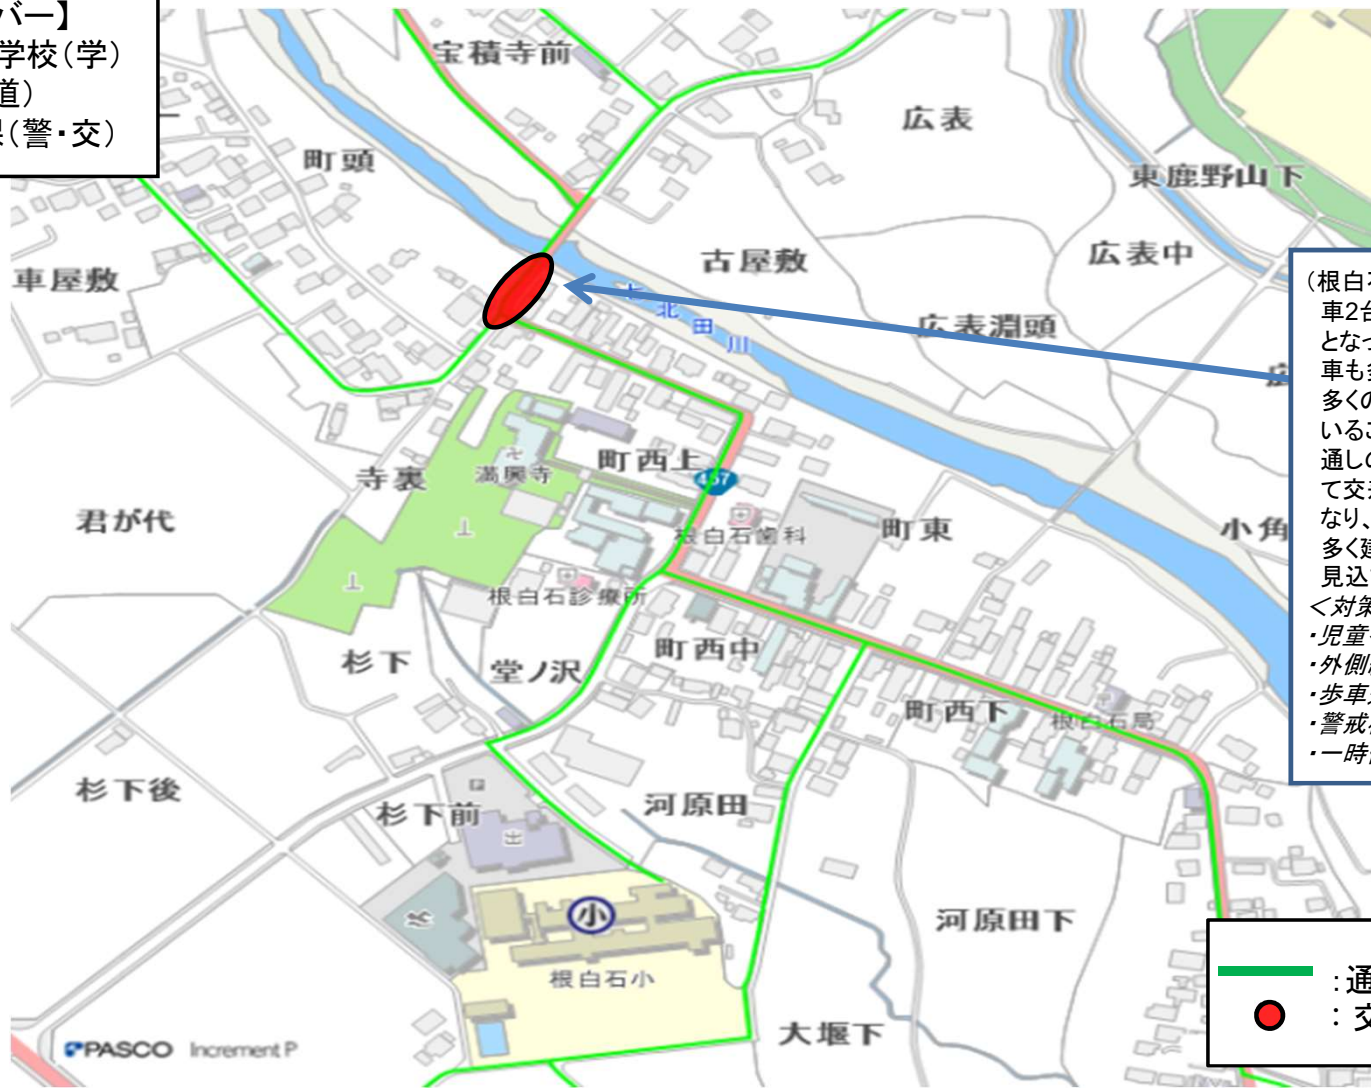 バー】
学校(学)
道)
(警・交)
宝積寺前
広表
町頭
東鹿野山下
広表中
古屋敷
車屋敷
北
田
川
広表淵頭
(根白
車2台
となっ
車も
多くの
いる
通しの
て交
なり、
多く建
見込
<対策
・児童
・外側
・歩車
・警戒
・一時
町西上
寺裏
満興寺
457
君が代
根白石歯科
町東
小角
根白石診療所
杉下
堂ノ沢
町西中
町西下
根白石局
杉下後
杉下前
河原田
小
根白石小
河原田下
:通
: 交
大堰下
PASCO Increment P